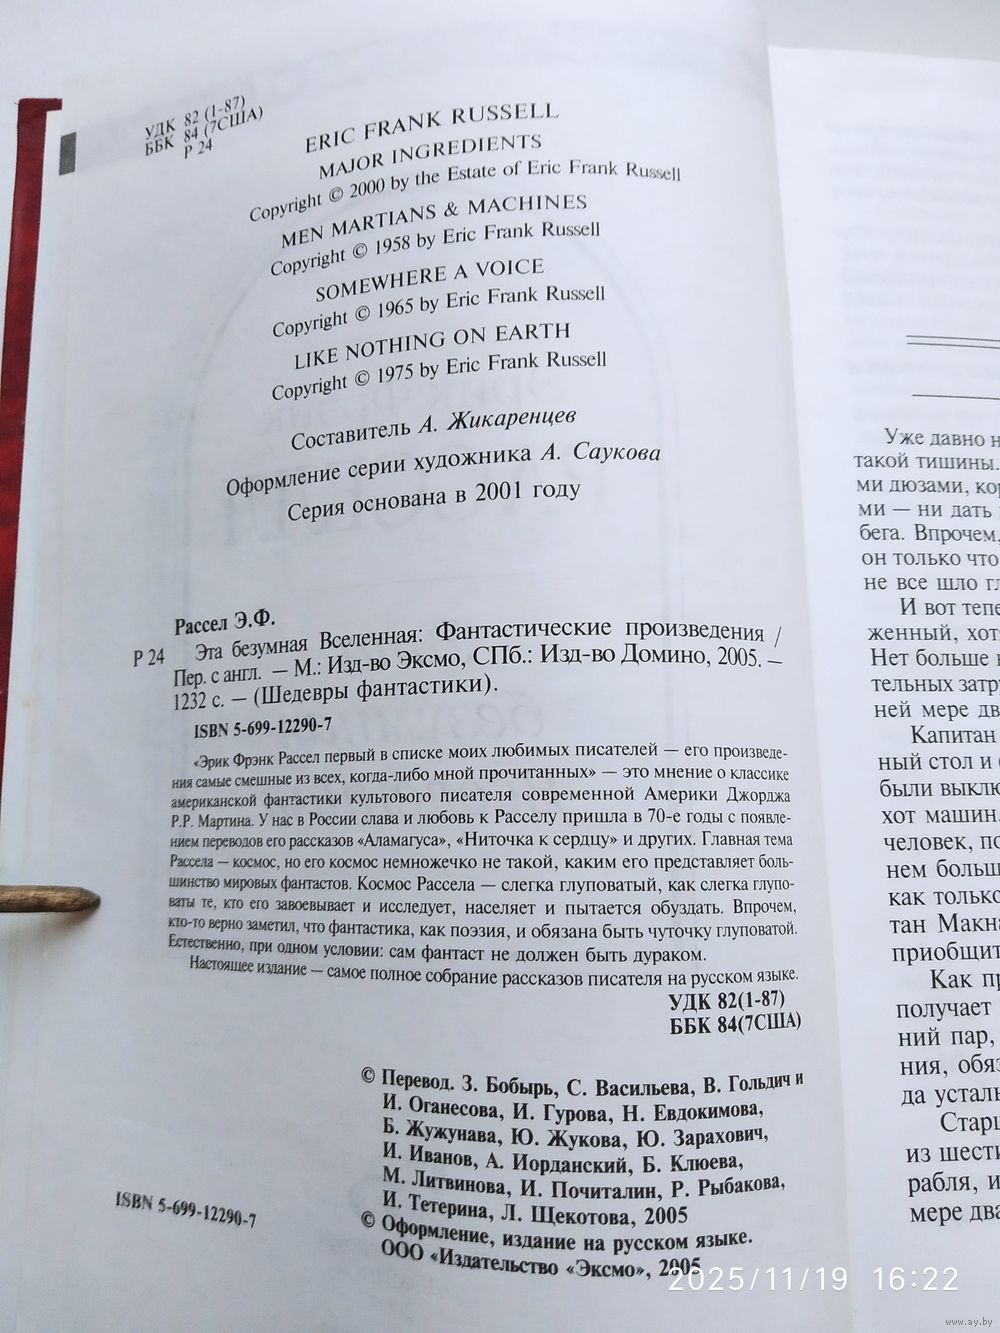 УДК 82 (1-87)
ББК 84 (7США)
Р 24
ERIC FRANK RUSSELL
MAJOR INGREDIENTS
Copyright © 2000 by the Estate of Eric Frank Russell
MEN MARTIANS & MACHINES
Copyright © 1958 by Eric Frank Russell
SOMEWHERE A VOICE
Copyright © 1965 by Eric Frank Russell
LIKE NOTHING ON EARTH
Copyright © 1975 by Eric Frank Russell
Составитель А. Жикаренцев
Оформление серии художника А. Саукова
Серия основана в 2001 году
Рассел Э.Ф.
Р 24 Эта безумная Вселенная: Фантастические произведения /
Пер. с англ. — М.: Изд-во Эксмо, СПб.: Изд-во Домино, 2005. —
1232 с. — (Шедевры фантастики).
ISBN 5-699-12290-7
«Эрик Фрэнк Рассел первый в списке моих любимых писателей — его произведе-
ния самые смешные из всех, когда-либо мной прочитанных» — это мнение о классике
американской фантастики культового писателя современной Америки Джорджа
Р.Р. Мартина. У нас в России слава и любовь к Расселу пришла в 70-е годы с появле-
нием переводов его рассказов «Аламагуса», «Ниточка к сердцу» и других. Главная тема
Рассела — космос, но его космос немножечко не такой, каким его представляет боль-
шинство мировых фантастов. Космос Рассела — слегка глуповатый, как слегка глупо-
ваты те, кто его завоевывает и исследует, населяет и пытается обуздать. Впрочем,
кто-то верно заметил, что фантастика, как поэзия, и обязана быть чуточку глуповатой.
Естественно, при одном условии: сам фантаст не должен быть дураком.
Настоящее издание — самое полное собрание рассказов писателя на русском языке.
УДК 82(1-87)
ББК 84(7США)
© Перевод. З. Бобырь, С. Васильева, В. Гольдич и
И. Оганесова, И. Гурова, Н. Евдокимова,
Б. Жужунава, Ю. Жукова, Ю. Зарахович,
И. Иванов, А. Иорданский, Б. Клюева,
М. Литвинова, И. Почиталин, Р. Рыбакова,
И. Тетерина, Л. Щекотова, 2005
© Оформление, издание на русском языке.
ООО «Издательство «Эксмо», 2005
ISBN 5-699-12290-7
Уже давно
такой тишины.
ми дюзами,
ми — ни дать
бега. Впрочем,
он только что
не все шло
И вот
женный,
Нет больше
тельных
ней мере
Капитан
ный стол и
были
хот машин.
человек,
нем
как только
тан
приобщит
Как
получает
ний пар,
ния,
да
из
рабля,
мере
2025/11/19 16:22
www.ay.by